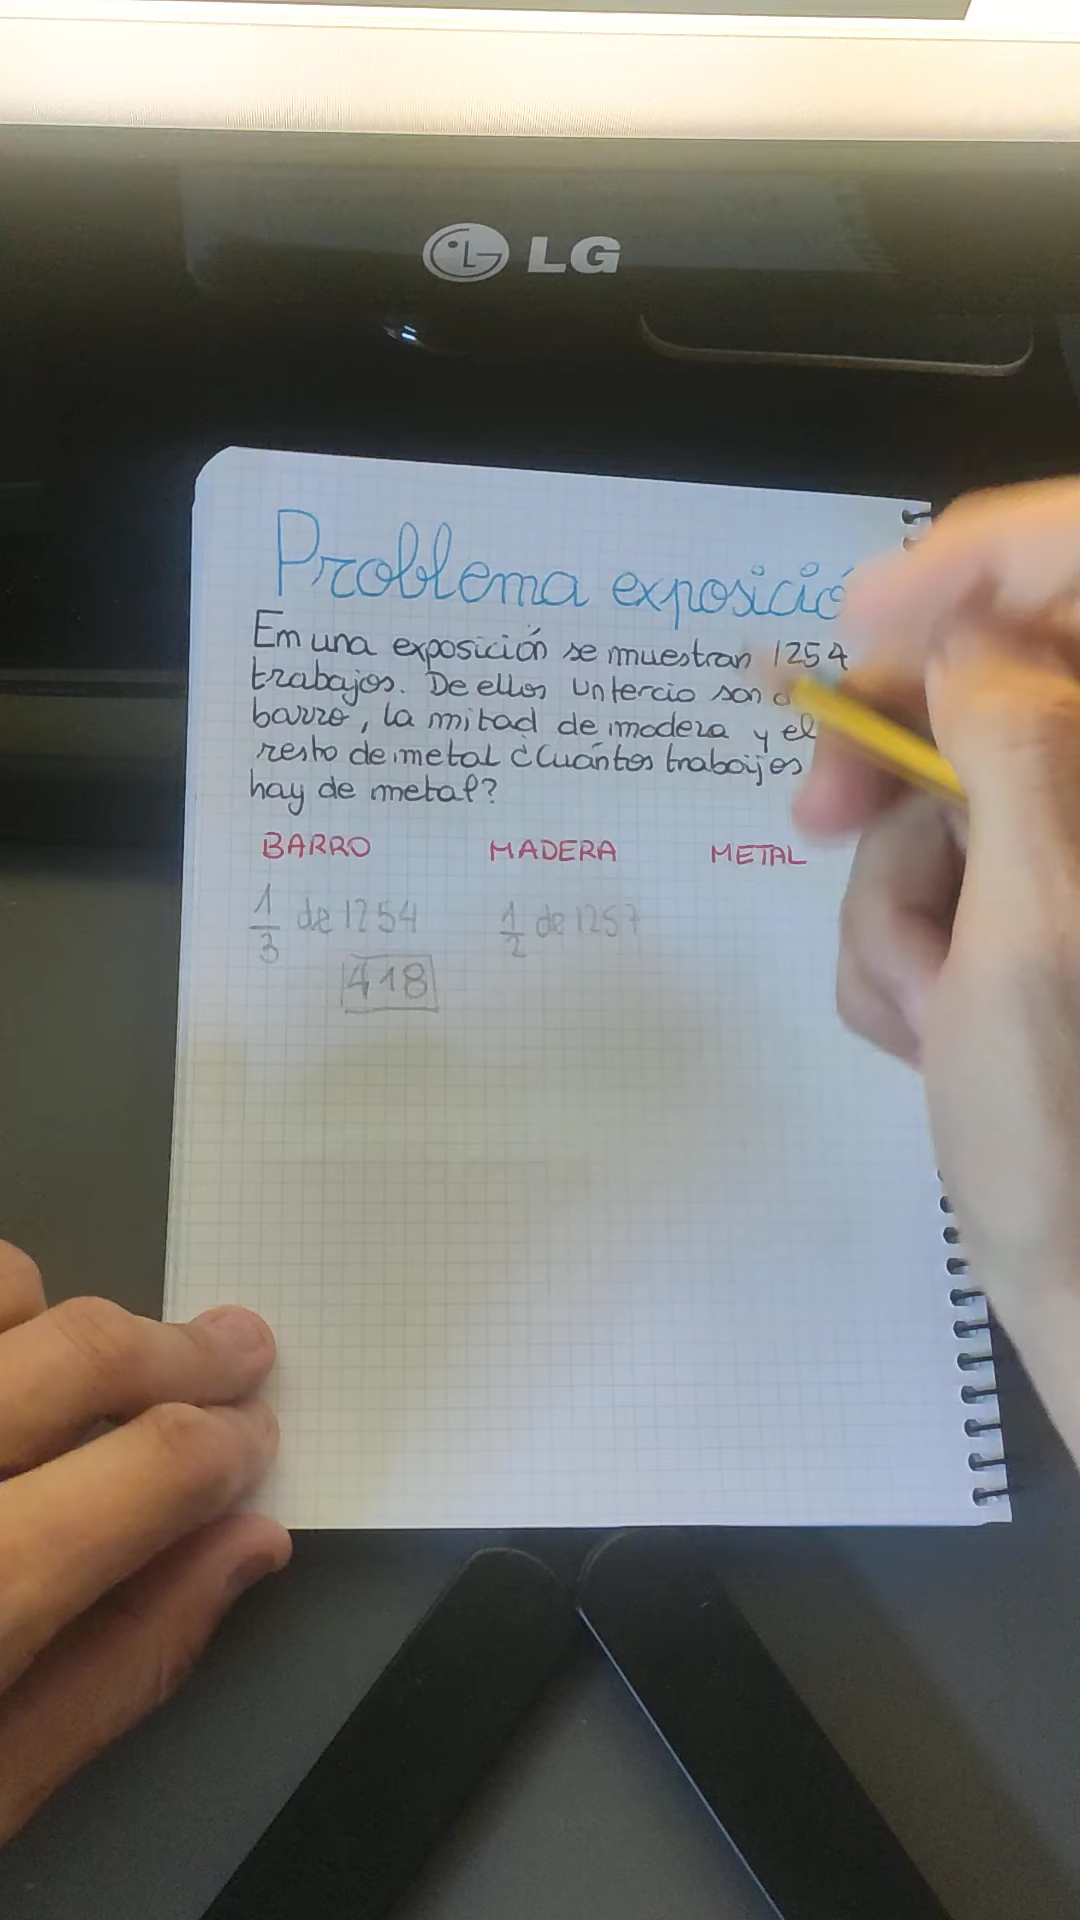 LG
Problema exposició
En una exposición se muestran 1254
trabajos. De ellos un tercio son d
barro, la mitad de madera y el
resto de metal ¿Cuántos trabajos
hay de metal?
BARRO MADERA METAL
1/3 de 1254 1/2 de 1257
418